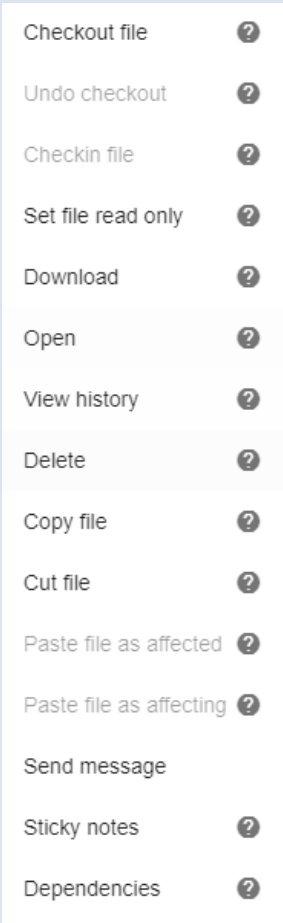 Checkout file
Undo checkout
Checkin file
Set file read only
Download
Open
View history
Delete
Copy file
Cut file
Paste file as affected
Paste file as affecting
Send message
Sticky notes
Dependencies